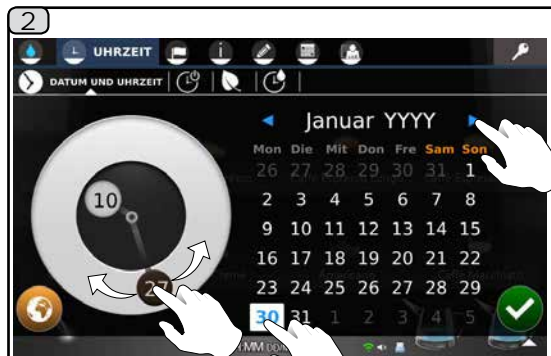 2
UHRZEIT
DATUM UND UHRZEIT
Januar YYYY
Mon Die Mit Don Fre Sam Son
26 27 28 29 30 31 1
2 3 4 5 6 7 8
9 10 11 12 13 14 15
16 17 18 19 20 21 22
23 24 25 26 27 28 29
30 31 1 2 3 4 5
10
27